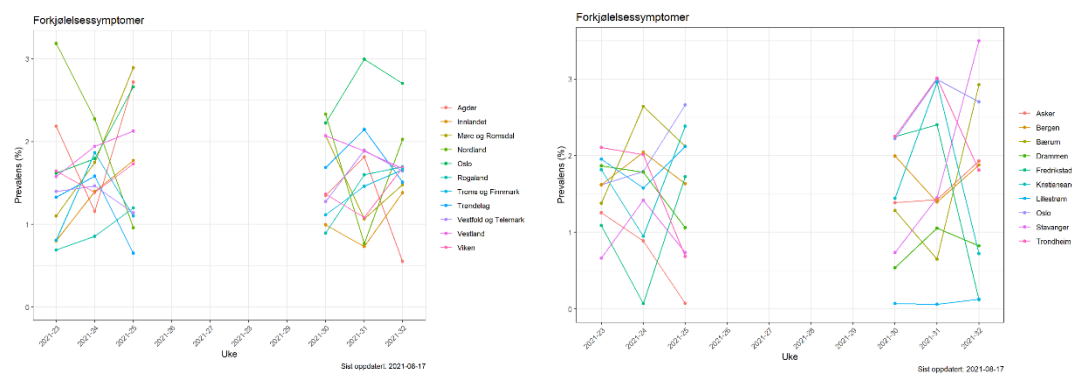 Forkjølelsessymptomer
Prevalens (%)
3
2
1
0
2021-23
2021-24
2021-25
2021-26
2021-27
2021-28
2021-29
2021-30
2021-31
2021-32
Uke
Agder
Innlandet
Møre og Romsdal
Nordland
Oslo
Rogaland
Troms og Finnmark
Trøndelag
Vestfold og Telemark
Vestland
Viken
Sist oppdatert: 2021-08-17
Forkjølelsessymptomer
Prevalens (%)
3
2
1
0
2021-23
2021-24
2021-25
2021-26
2021-27
2021-28
2021-29
2021-30
2021-31
2021-32
Uke
Asker
Bergen
Bærum
Drammen
Fredrikstad
Kristiansand
Lillestrøm
Oslo
Stavanger
Trondheim
Sist oppdatert: 2021-08-17